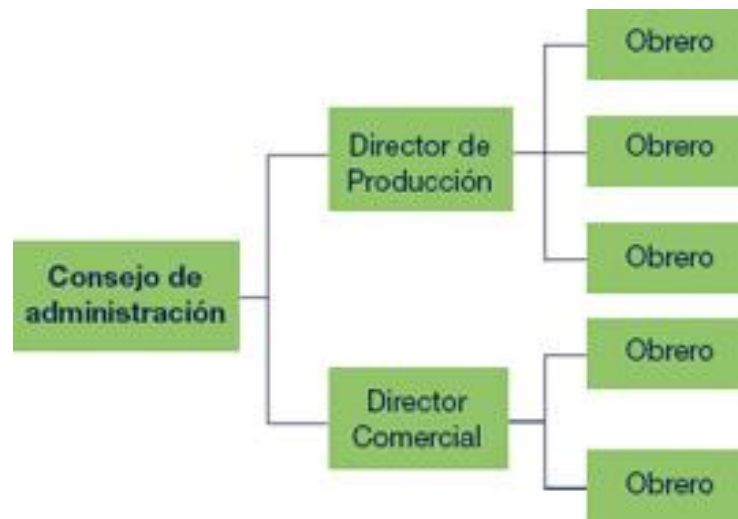 Consejo de
administración
Director de
Producción
Obrero
Obrero
Obrero
Director
Comercial
Obrero
Obrero